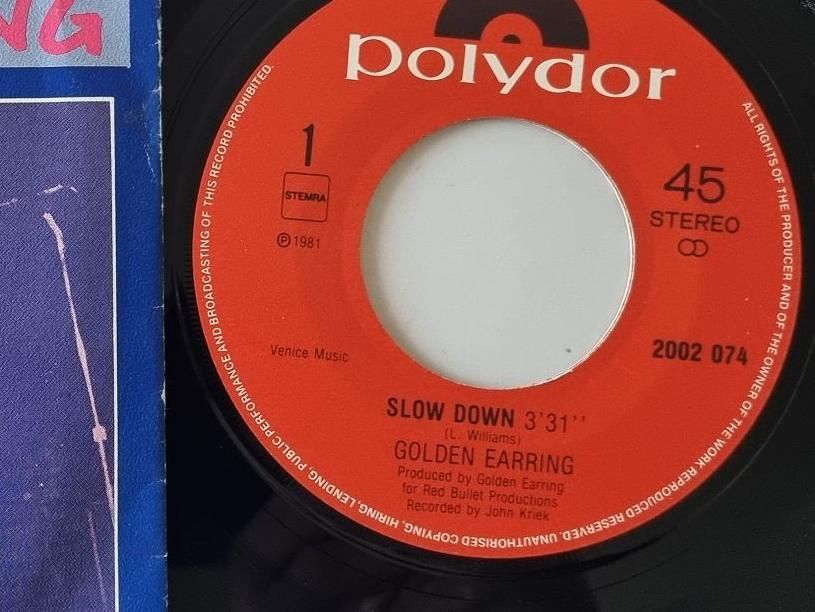 NG
polydor
1
STEMRA
℗1981
45
STEREO
Venice Music
2002 074
SLOW DOWN 3'31''
(L. Williams)
GOLDEN EARRING
Produced by Golden Earring
for Red Bullet Productions
Recorded by John Kriek
ALL RIGHTS OF THE PRODUCER AND OF THE OWNER OF THE WORK REPRODUCED RESERVED. UNAUTHORISED COPYING, HIRING, LENDING, PUBLIC PERFORMANCE AND BROADCASTING OF THIS RECORD PROHIBITED.